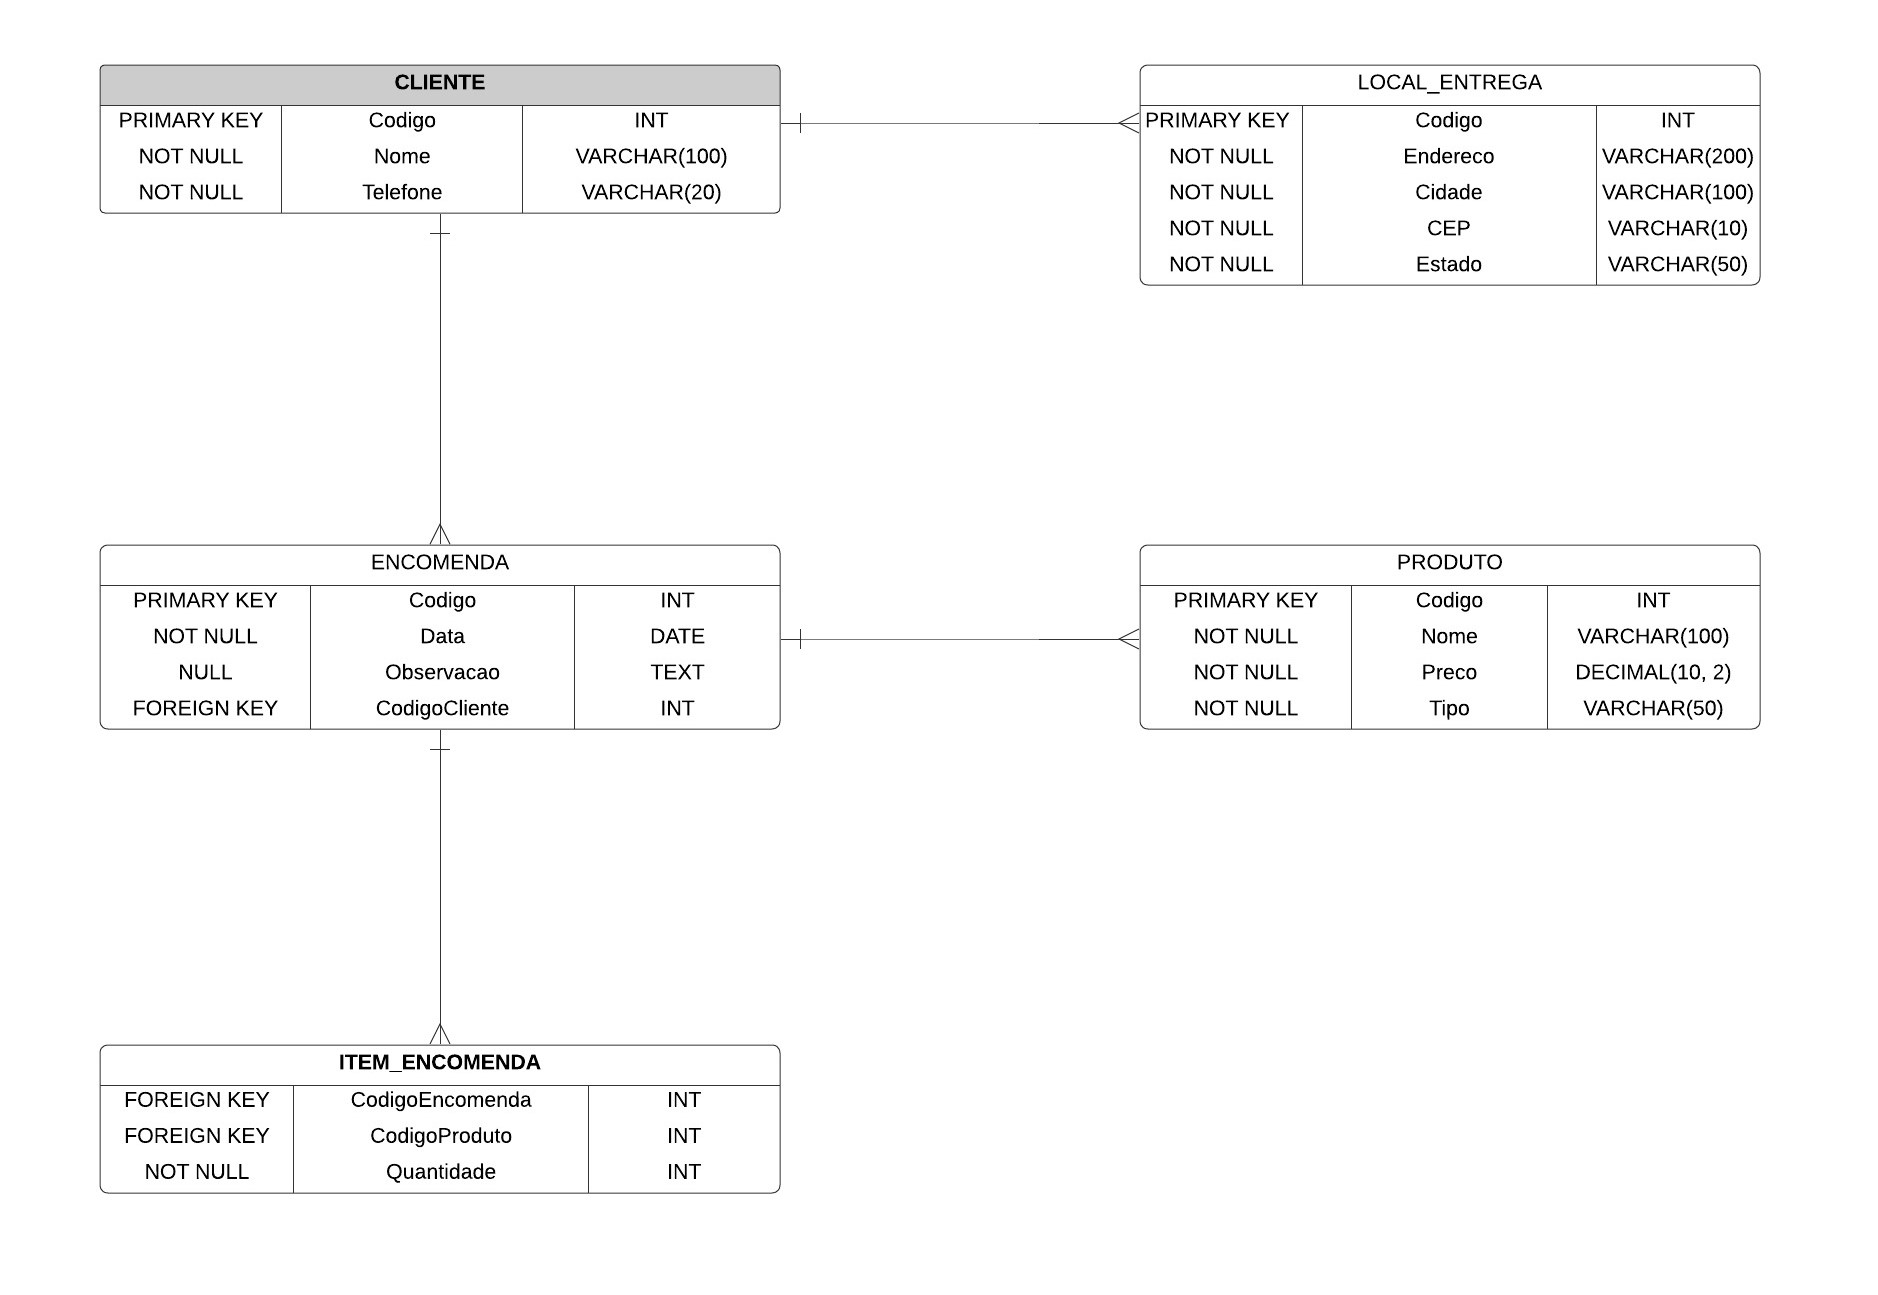 CLIENTE
PRIMARY KEY Codigo INT
NOT NULL Nome VARCHAR(100)
NOT NULL Telefone VARCHAR(20)
LOCAL_ENTREGA
PRIMARY KEY Codigo INT
NOT NULL Endereco VARCHAR(200)
NOT NULL Cidade VARCHAR(100)
NOT NULL CEP VARCHAR(10)
NOT NULL Estado VARCHAR(50)
ENCOMENDA
PRIMARY KEY Codigo INT
NOT NULL Data DATE
NULL Observacao TEXT
FOREIGN KEY CodigoCliente INT
PRODUTO
PRIMARY KEY Codigo INT
NOT NULL Nome VARCHAR(100)
NOT NULL Preco DECIMAL(10, 2)
NOT NULL Tipo VARCHAR(50)
ITEM_ENCOMENDA
FOREIGN KEY CodigoEncomenda INT
FOREIGN KEY CodigoProduto INT
NOT NULL Quantidade INT